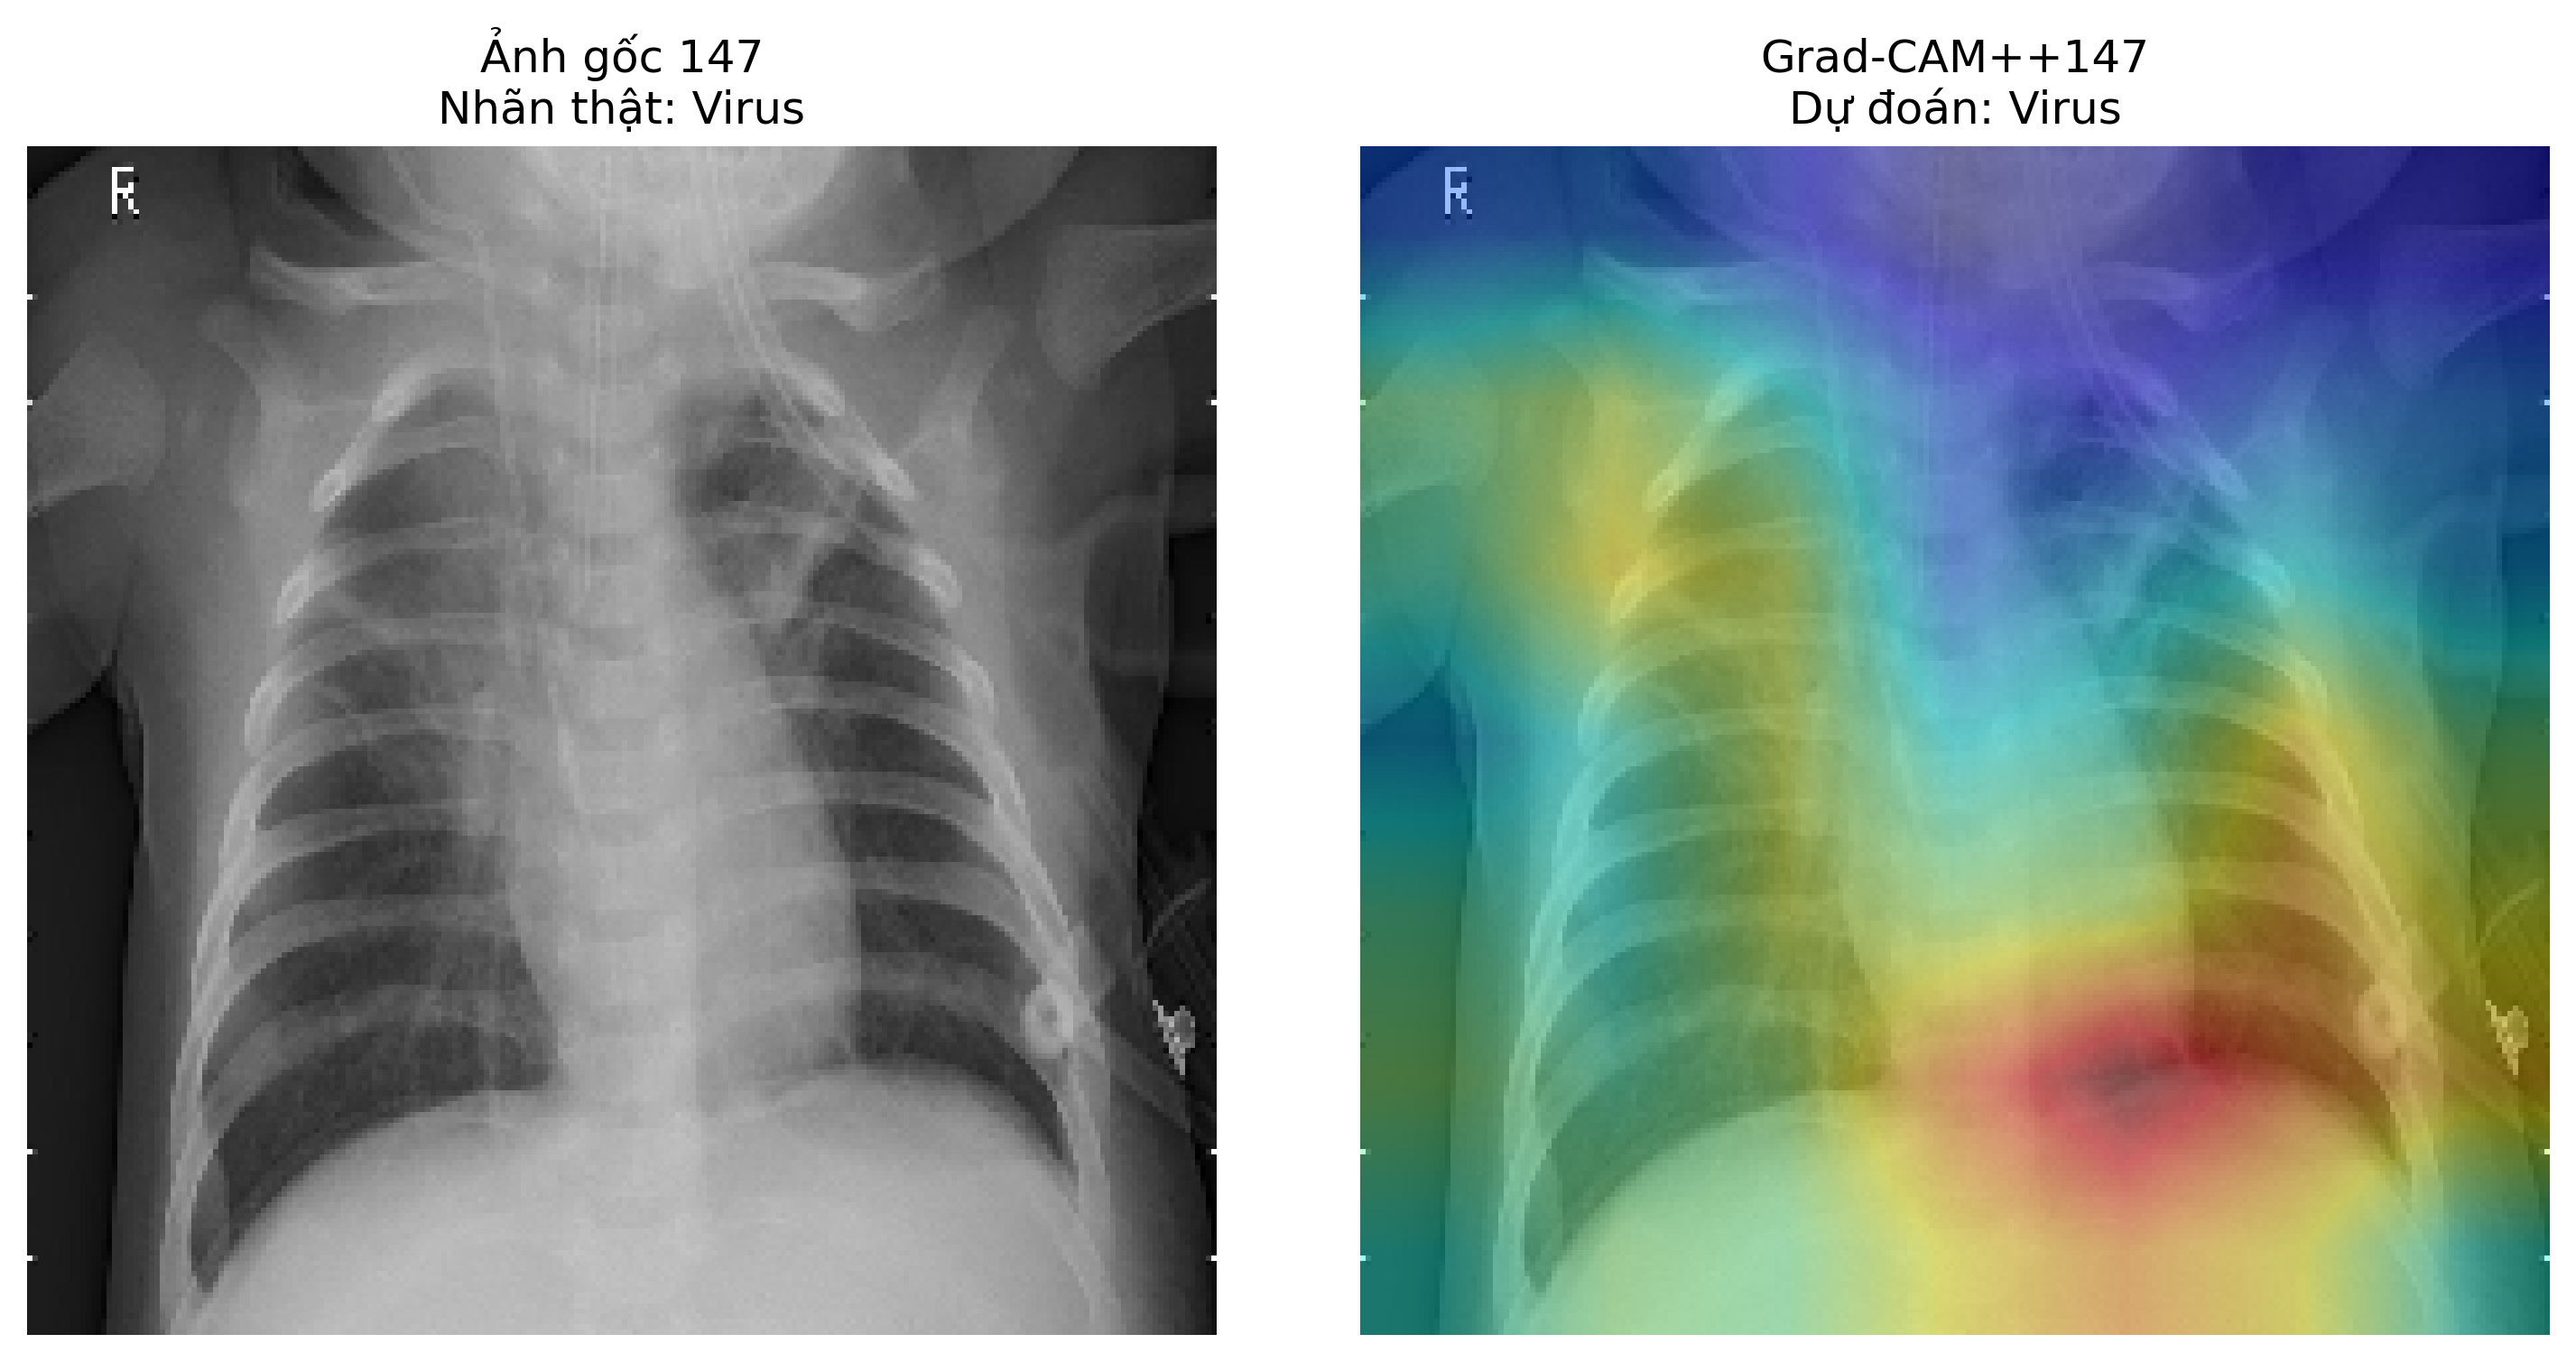 Ảnh gốc 147
Nhãn thật: Virus
Grad-CAM++147
Dự đoán: Virus
R
R